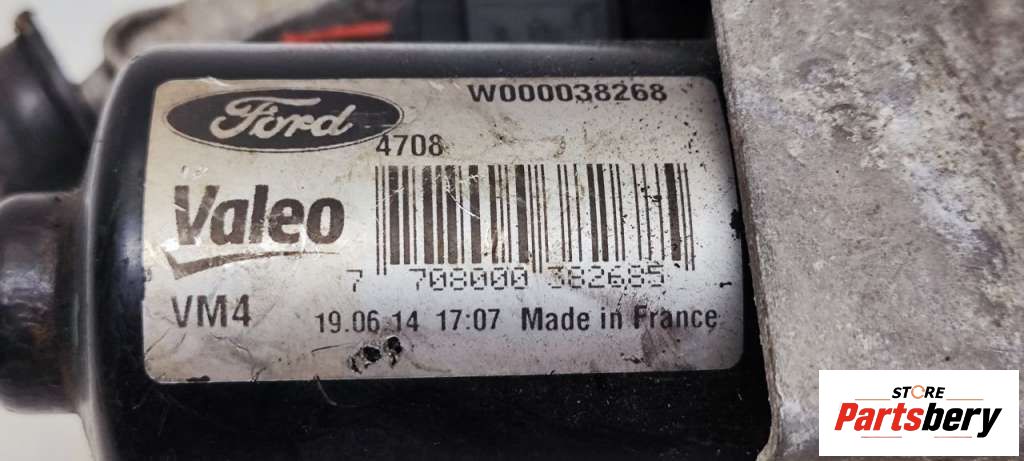 Ford
W000038268
4708
Valeo
7 708000 382685
VM4
19.06.14 17:07 Made in France
STORE
Partsbery